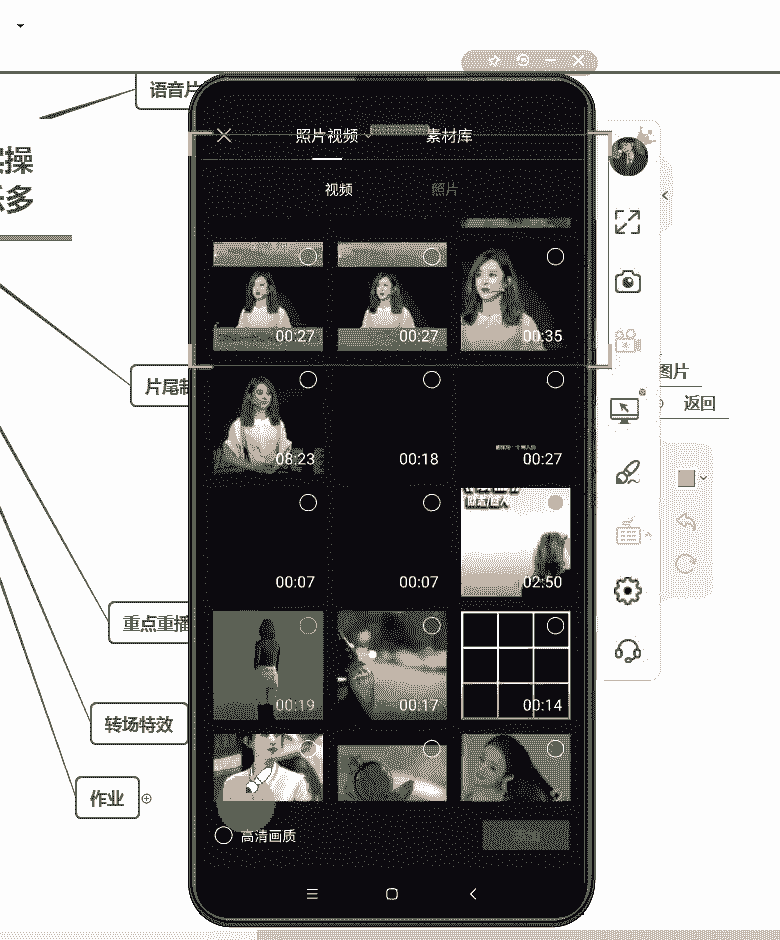 语音片
实操
乐多
照片视频
素材库
视频
照片
00:27
00:27
00:35
片尾制
图片
返回
08:23
00:18
00:27
00:07
00:07
02:50
重点重播
00:19
00:17
00:14
转场特效
作业
高清画质